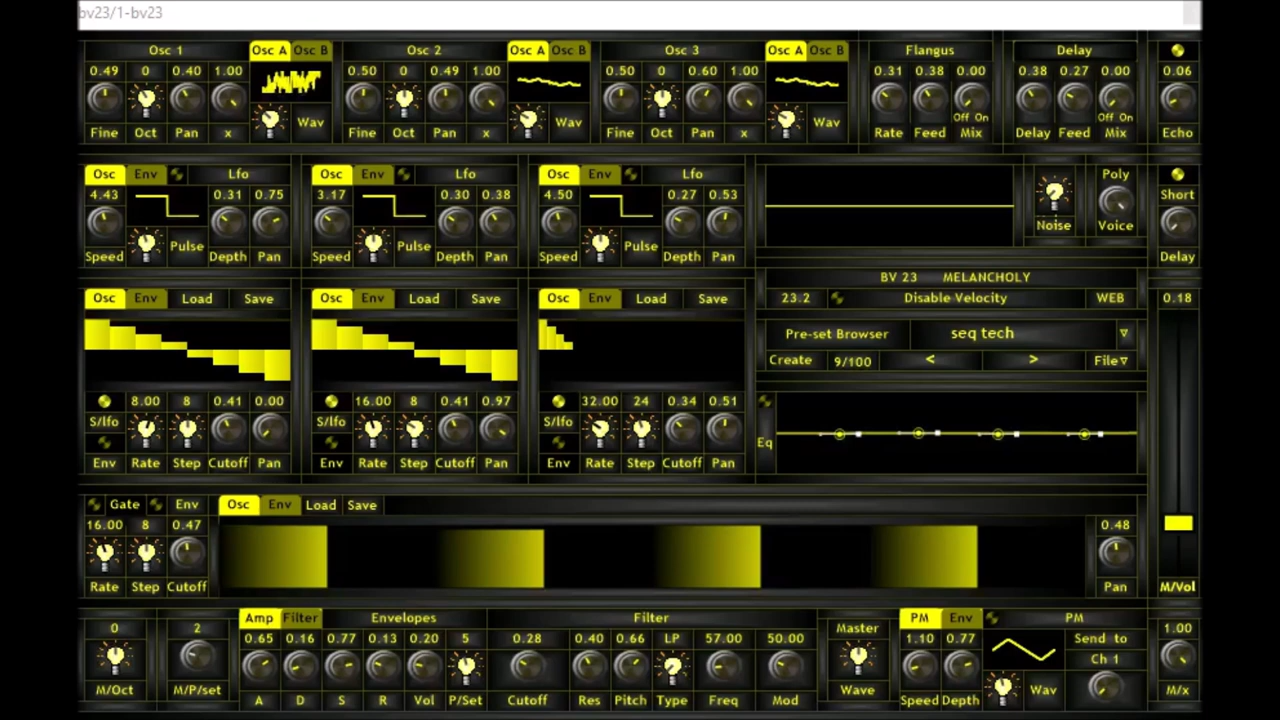 bv23/1-bv23
Osc 1 Osc A Osc B Osc 2 Osc A Osc B Osc 3 Osc A Osc B Flangus Delay
0.49 0 0.40 1.00 0.50 0 0.49 1.00 0.50 0 0.60 1.00 0.31 0.38 0.00 0.38 0.27 0.00 0.06
Off On Off On
Wav Wav Wav
Fine Oct Pan x Fine Oct Pan x Fine Oct Pan x Rate Feed Mix Delay Feed Mix Echo
Osc Env Lfo Osc Env Lfo Osc Env Lfo Poly
4.43 0.31 0.75 3.17 0.30 0.38 4.50 0.27 0.53 Short
Noise Voice
Pulse Pulse Pulse
Speed Depth Pan Speed Depth Pan Speed Depth Pan Delay
BV 23 MELANCHOLY
Osc Env Load Save Osc Env Load Save Osc Env Load Save 23.2 Disable Velocity WEB 0.18
Pre-set Browser seq tech
Create 9/100 < > File
8.00 8 0.41 0.00 16.00 8 0.41 0.97 32.00 24 0.34 0.51
S/lfo S/lfo S/lfo
Eq
Env Rate Step Cutoff Pan Env Rate Step Cutoff Pan Env Rate Step Cutoff Pan
Gate Env Osc Env Load Save
16.00 8 0.47 0.48
Rate Step Cutoff Pan M/Vol
Amp Filter Envelopes Filter PM Env PM
0 2 0.65 0.16 0.77 0.13 0.20 5 0.28 0.40 0.66 LP 57.00 50.00 Master 1.10 0.77 Send to 1.00
Ch 1
M/Oct M/P/set Wave Wav M/x
A D S R Vol P/Set Cutoff Res Pitch Type Freq Mod Speed Depth